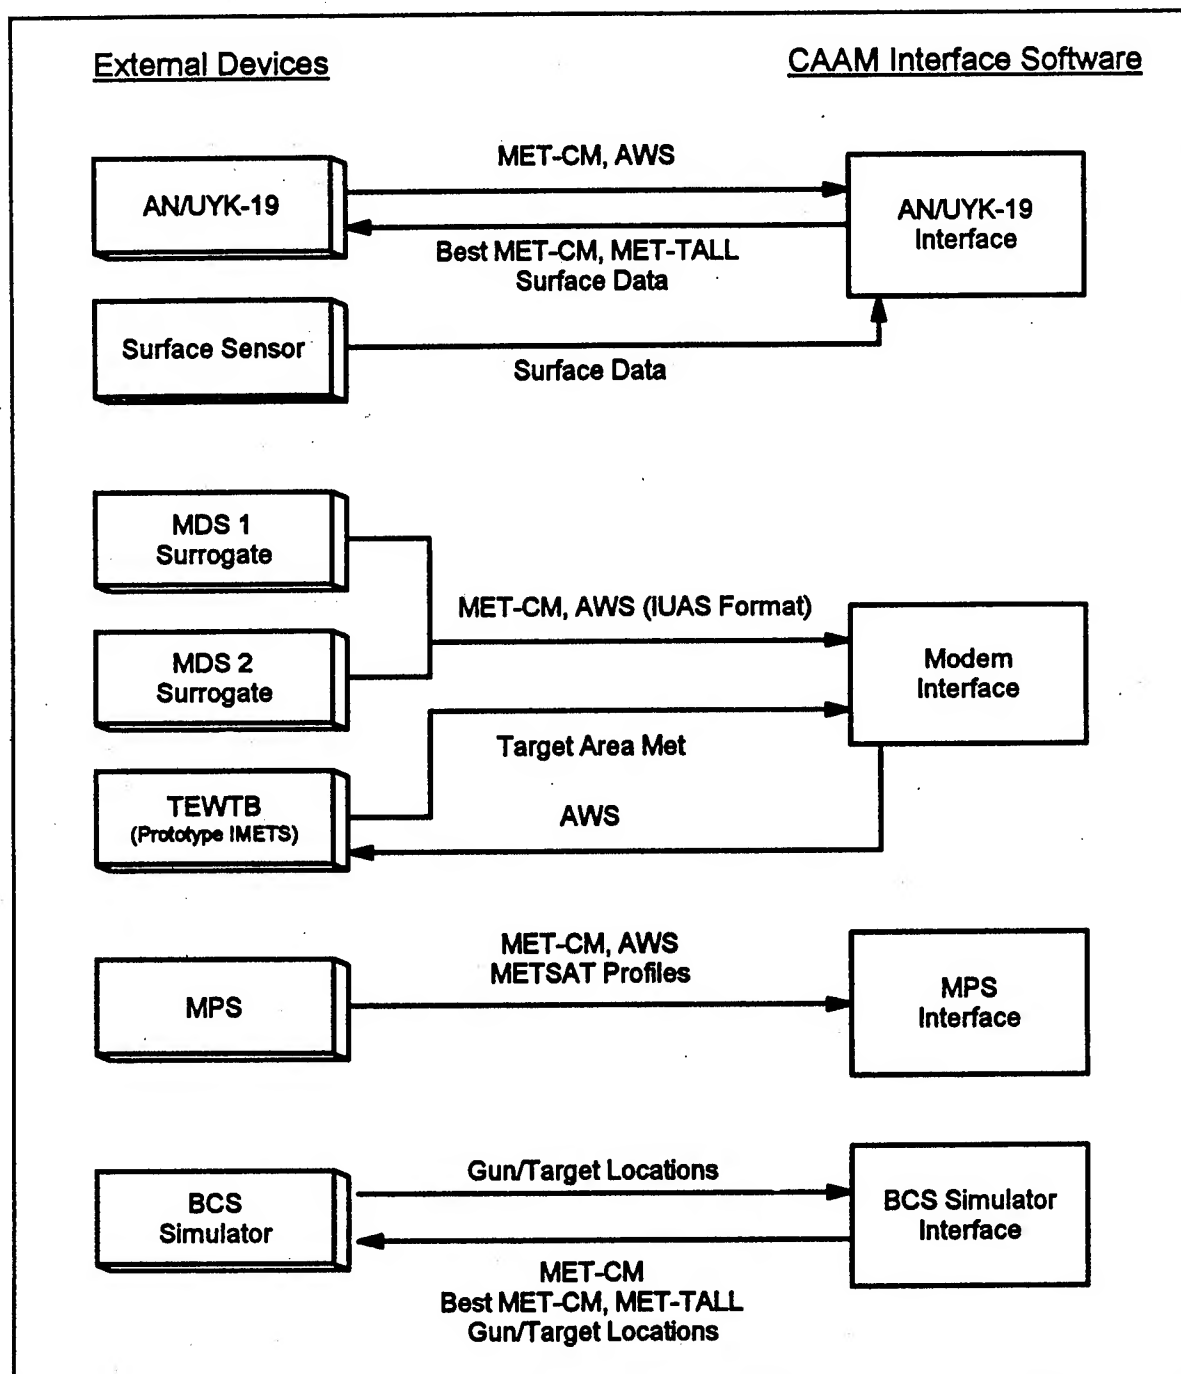 External Devices
CAAM Interface Software
AN/UYK-19
MET-CM, AWS
Best MET-CM, MET-TALL
Surface Data
AN/UYK-19
Interface
Surface Sensor
Surface Data
MDS 1
Surrogate
MET-CM, AWS (IUAS Format)
MDS 2
Surrogate
Modem
Interface
Target Area Met
TEWTB
(Prototype IMETS)
AWS
MPS
MET-CM, AWS
METSAT Profiles
MPS
Interface
BCS
Simulator
Gun/Target Locations
BCS Simulator
Interface
MET-CM
Best MET-CM, MET-TALL
Gun/Target Locations